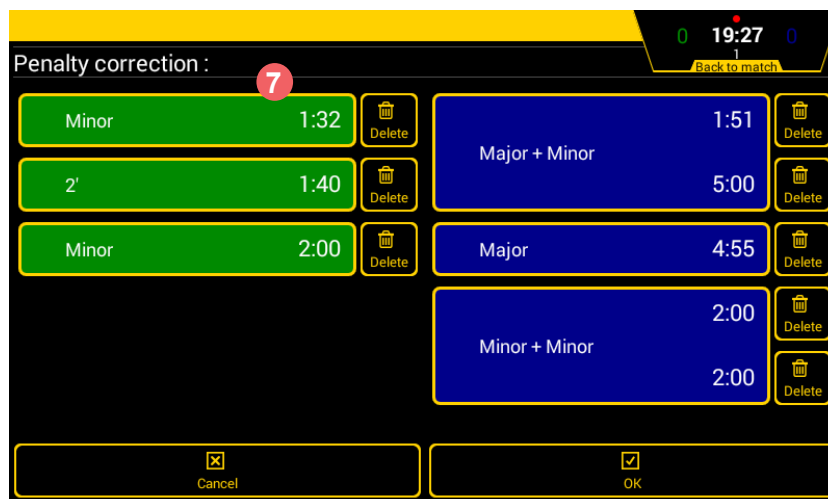 0 19:27 0
1
Back to match
Penalty correction :
7
Minor 1:32
Delete
2' 1:40
Delete
Minor 2:00
Delete
Major + Minor
1:51
Delete
5:00
Delete
Major 4:55
Delete
Minor + Minor
2:00
Delete
2:00
Delete
Cancel
OK